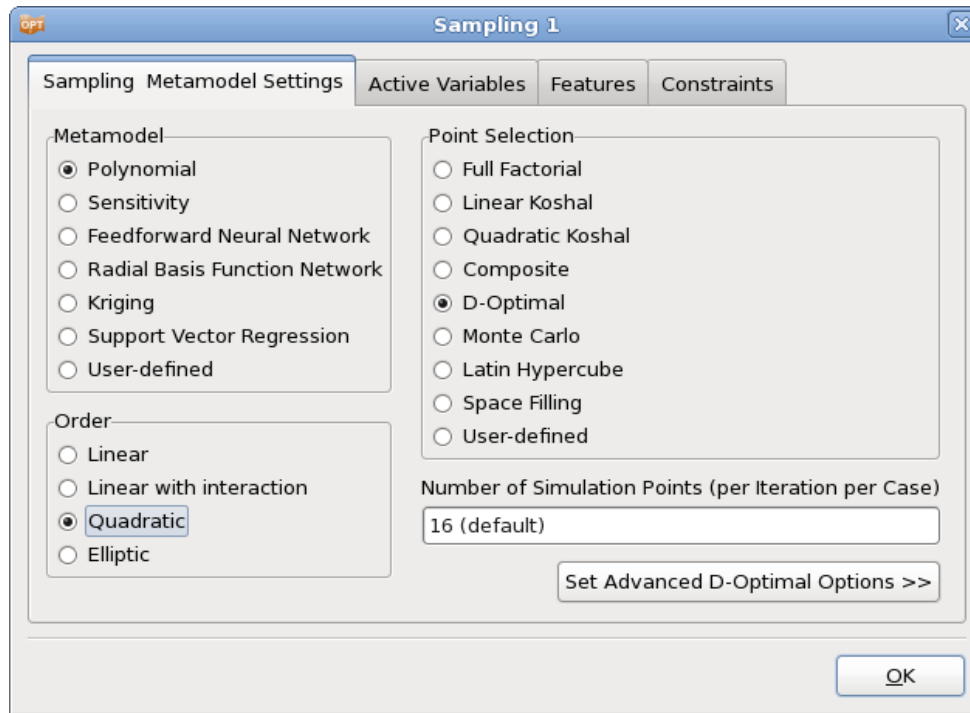 OPT
Sampling 1
Sampling Metamodel Settings
Active Variables
Features
Constraints
Metamodel
Polynomial
Sensitivity
Feedforward Neural Network
Radial Basis Function Network
Kriging
Support Vector Regression
User-defined
Order
Linear
Linear with interaction
Quadratic
Elliptic
Point Selection
Full Factorial
Linear Koshal
Quadratic Koshal
Composite
D-Optimal
Monte Carlo
Latin Hypercube
Space Filling
User-defined
Number of Simulation Points (per Iteration per Case)
16 (default)
Set Advanced D-Optimal Options >>
OK